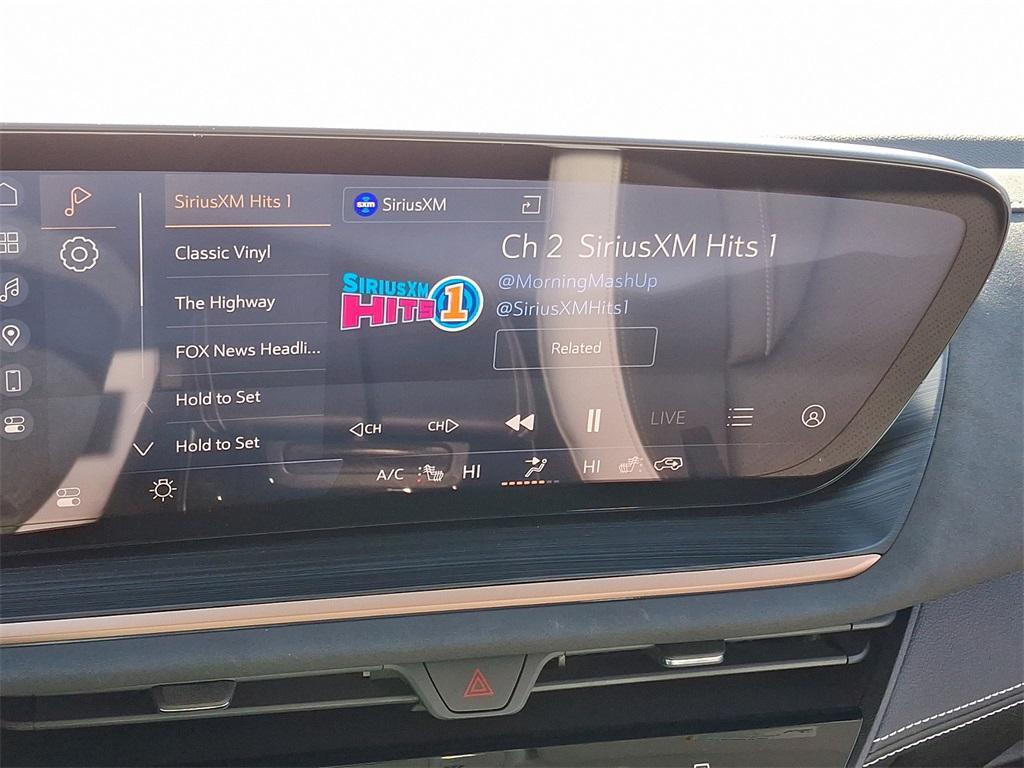 SiriusXM Hits 1
Classic Vinyl
The Highway
FOX News Headli...
Hold to Set
Hold to Set
sxm SiriusXM
SIRIUSXM
HITS 1
Ch 2 SiriusXM Hits 1
@MorningMashUp
@SiriusXMHits1
Related
CH
CH
LIVE
A/C
HI
HI